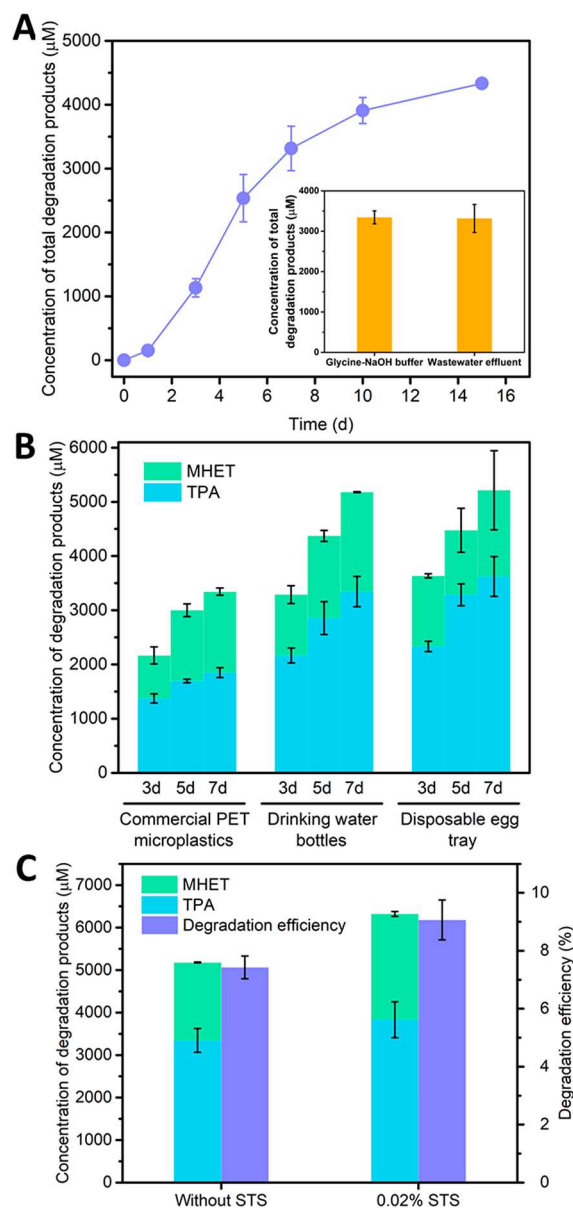 A
Concentration of total degradation products (μM)
5000
4000
3000
2000
1000
0
0 2 4 6 8 10 12 14 16
Time (d)
Concentration of total
degradation products (μM)
4000
3000
2000
1000
0
Glycine-NaOH buffer Wastewater effluent
B
Concentration of degradation products (μM)
6000
5000
4000
3000
2000
1000
0
MHET
TPA
3d 5d 7d 3d 5d 7d 3d 5d 7d
Commercial PET
microplastics
Drinking water
bottles
Disposable egg
tray
C
Concentration of degradation products (μM)
7000
6000
5000
4000
3000
2000
1000
0
MHET
TPA
Degradation efficiency
10
8
6
4
2
0
Degradation efficiency (%)
Without STS 0.02% STS